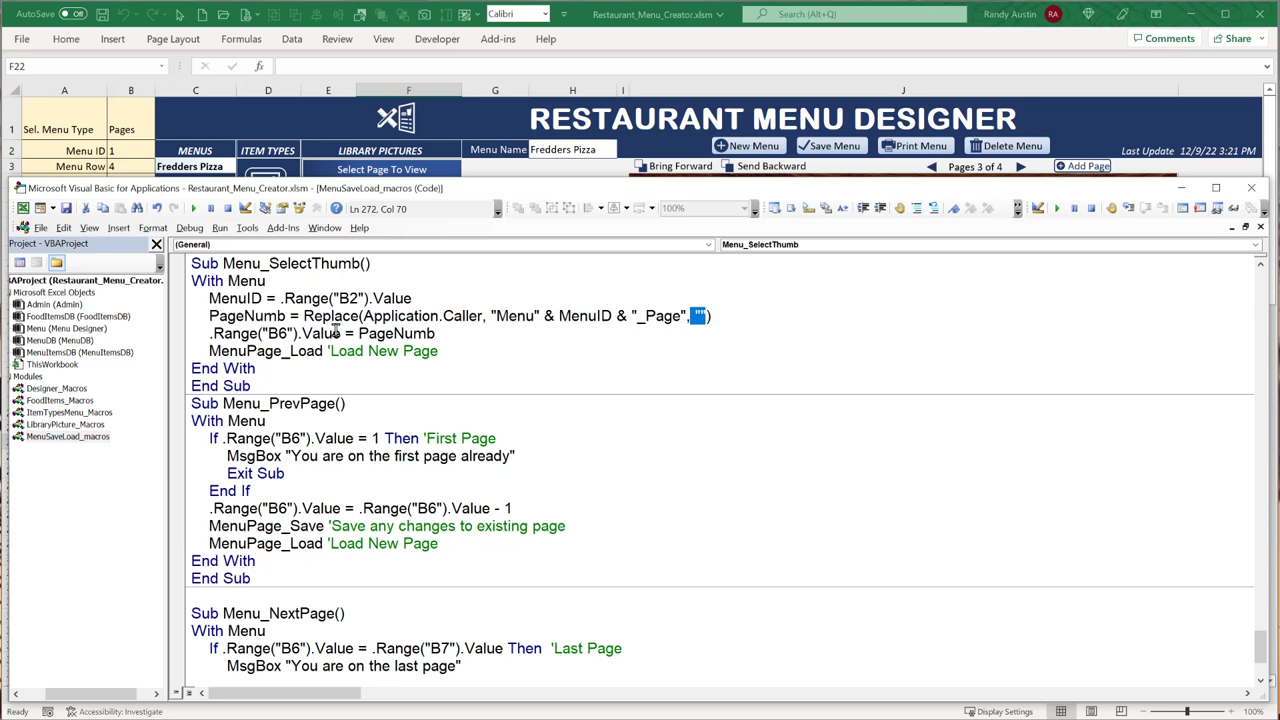 AutoSave Off
Calibri
Restaurant_Menu_Creator.xlsm
Search (Alt+Q)
Randy Austin RA
File Home Insert Page Layout Formulas Data Review View Developer Add-ins Help
Comments Share
F22 fx
A B C D E F G H I J
1 Sel. Menu Type Pages
RESTAURANT MENU DESIGNER
2 Menu ID 1 MENUS ITEM TYPES LIBRARY PICTURES Menu Name Fredders Pizza New Menu Save Menu Print Menu Delete Menu Last Update 12/9/22 3:21 PM
3 Menu Row 4 Fredders Pizza Select Page To View Bring Forward Send Backward Pages 3 of 4 Add Page
Microsoft Visual Basic for Applications - Restaurant_Menu_Creator.xlsm - [MenuSaveLoad_macros (Code)]
Ln 272, Col 70
100%
File Edit View Insert Format Debug Run Tools Add-Ins Window Help
Project - VBAProject
(General) Menu_SelectThumb
BAProject (Restaurant_Menu_Creator.
Microsoft Excel Objects
Admin (Admin)
FoodItemsDB (FoodItemsDB)
Menu (Menu Designer)
MenuDB (MenuDB)
MenuItemsDB (MenuItemsDB)
ThisWorkbook
Modules
Designer_Macros
FoodItems_Macros
ItemTypesMenu_Macros
LibraryPicture_Macros
MenuSaveLoad_macros
Sub Menu_SelectThumb()
With Menu
MenuID = .Range("B2").Value
PageNumb = Replace(Application.Caller, "Menu" & MenuID & "_Page", "")
.Range("B6").Value = PageNumb
MenuPage_Load 'Load New Page
End With
End Sub
Sub Menu_PrevPage()
With Menu
If .Range("B6").Value = 1 Then 'First Page
MsgBox "You are on the first page already"
Exit Sub
End If
.Range("B6").Value = .Range("B6").Value - 1
MenuPage_Save 'Save any changes to existing page
MenuPage_Load 'Load New Page
End With
End Sub
Sub Menu_NextPage()
With Menu
If .Range("B6").Value = .Range("B7").Value Then 'Last Page
MsgBox "You are on the last page"
Ready Accessibility: Investigate Display Settings 100%